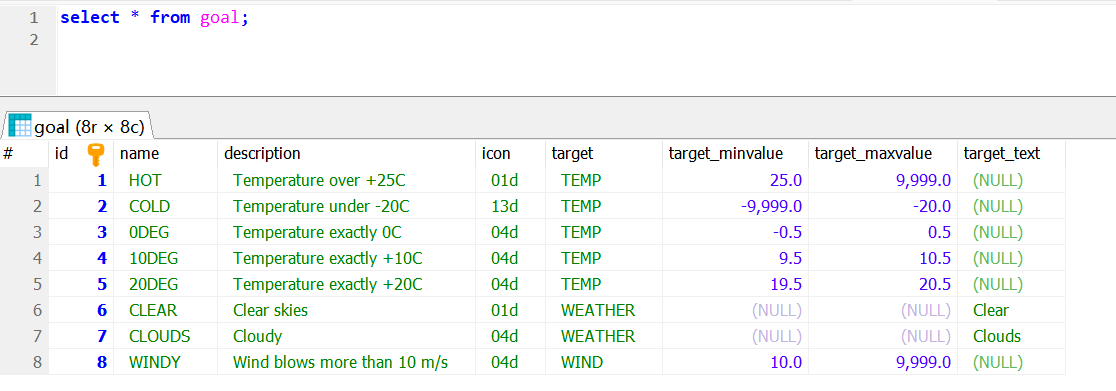 1 select * from goal;
2
goal (8r × 8c)
# id name description icon target target_minvalue target_maxvalue target_text
1 1 HOT Temperature over +25C 01d TEMP 25.0 9,999.0 (NULL)
2 2 COLD Temperature under -20C 13d TEMP -9,999.0 -20.0 (NULL)
3 3 0DEG Temperature exactly 0C 04d TEMP -0.5 0.5 (NULL)
4 4 10DEG Temperature exactly +10C 04d TEMP 9.5 10.5 (NULL)
5 5 20DEG Temperature exactly +20C 04d TEMP 19.5 20.5 (NULL)
6 6 CLEAR Clear skies 01d WEATHER (NULL) (NULL) Clear
7 7 CLOUDS Cloudy 04d WEATHER (NULL) (NULL) Clouds
8 8 WINDY Wind blows more than 10 m/s 04d WIND 10.0 9,999.0 (NULL)